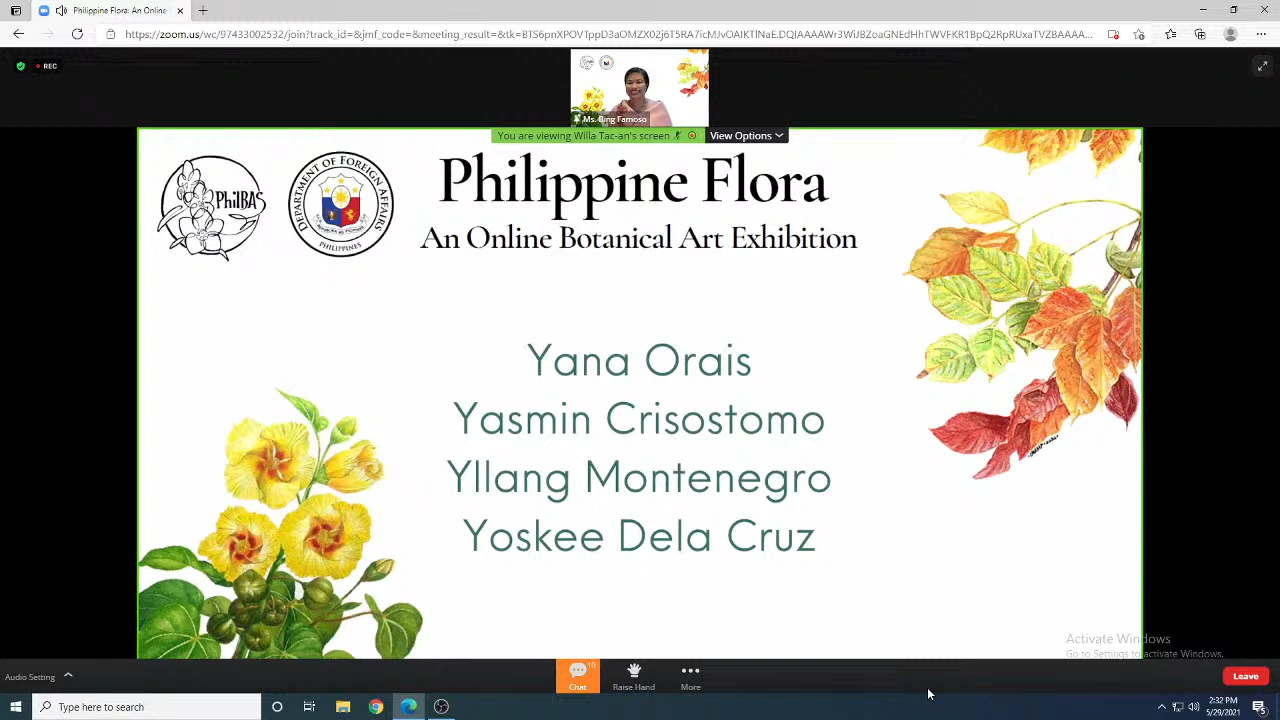 Philippine Flora: An Online
https://zoom.us/wc/97433002532/join?track_id=&jmf_code=&meeting_result=&tk=
REC
Ms. Bing Famoso
You are viewing Willa Tac-an's screen
View Options
PhilBAS
DEPARTMENT OF FOREIGN AFFAIRS
PHILIPPINES
Philippine Flora
An Online Botanical Art Exhibition
Yana Orais
Yasmin Crisostomo
Yllang Montenegro
Yoskee Dela Cruz
Activate Windows
Go to Settings to activate Windows.
Audio Setting
10
Chat
Raise Hand
More
Leave
Type here to search
2:32 PM
5/29/2021